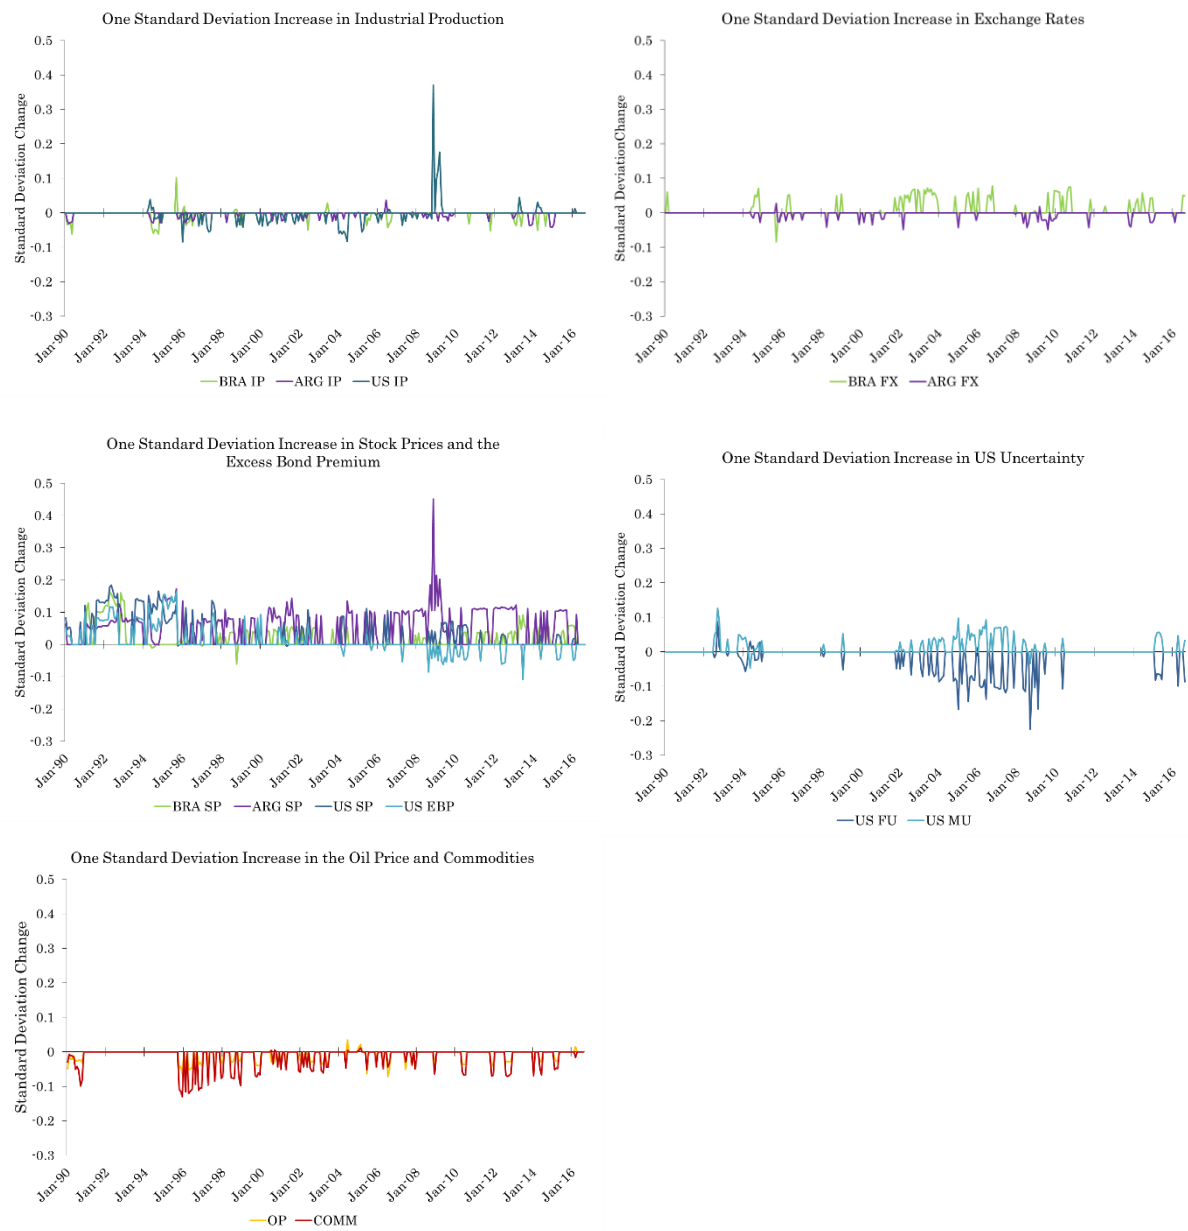 One Standard Deviation Increase in Industrial Production
Standard Deviation Change
0.5
0.4
0.3
0.2
0.1
0
-0.1
-0.2
-0.3
Jan-90 Jan-92 Jan-94 Jan-96 Jan-98 Jan-00 Jan-02 Jan-04 Jan-06 Jan-08 Jan-10 Jan-12 Jan-14 Jan-16
BRA IP ARG IP US IP
One Standard Deviation Increase in Exchange Rates
Standard DeviationChange
0.5
0.4
0.3
0.2
0.1
0
-0.1
-0.2
-0.3
Jan-90 Jan-92 Jan-94 Jan-96 Jan-98 Jan-00 Jan-02 Jan-04 Jan-06 Jan-08 Jan-10 Jan-12 Jan-14 Jan-16
BRA FX ARG FX
One Standard Deviation Increase in Stock Prices and the
Excess Bond Premium
Standard Deviation Change
0.5
0.4
0.3
0.2
0.1
0
-0.1
-0.2
-0.3
Jan-90 Jan-92 Jan-94 Jan-96 Jan-98 Jan-00 Jan-02 Jan-04 Jan-06 Jan-08 Jan-10 Jan-12 Jan-14 Jan-16
BRA SP ARG SP US SP US EBP
One Standard Deviation Increase in US Uncertainty
Standard Deviation Change
0.5
0.4
0.3
0.2
0.1
0
-0.1
-0.2
-0.3
Jan-90 Jan-92 Jan-94 Jan-96 Jan-98 Jan-00 Jan-02 Jan-04 Jan-06 Jan-08 Jan-10 Jan-12 Jan-14 Jan-16
US FU US MU
One Standard Deviation Increase in the Oil Price and Commodities
Standard Deviation Change
0.5
0.4
0.3
0.2
0.1
0
-0.1
-0.2
-0.3
Jan-90 Jan-92 Jan-94 Jan-96 Jan-98 Jan-00 Jan-02 Jan-04 Jan-06 Jan-08 Jan-10 Jan-12 Jan-14 Jan-16
OP COMM